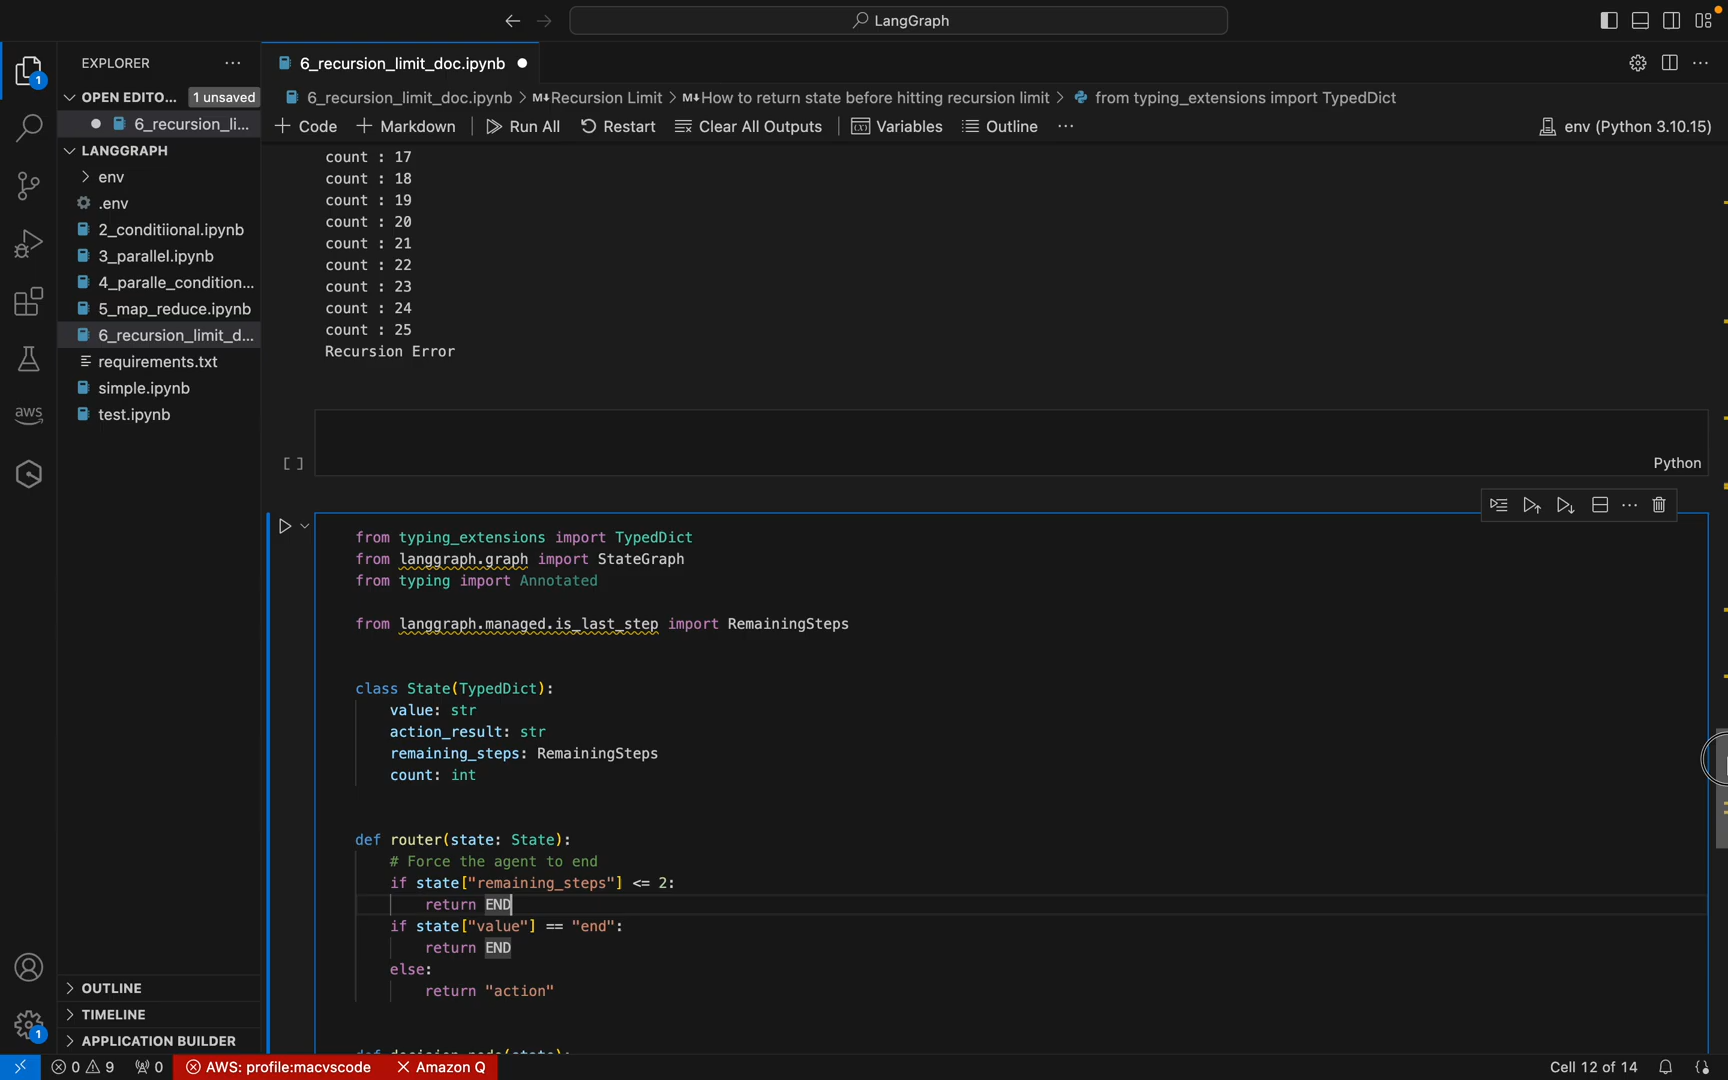 LangGraph
EXPLORER
6_recursion_limit_doc.ipynb
OPEN EDITO...
1 unsaved
6_recursion_limit_doc.ipynb > M↓Recursion Limit > M↓How to return state before hitting recursion limit > from typing_extensions import TypedDict
6_recursion_li...
+ Code + Markdown Run All Restart Clear All Outputs Variables Outline ...
env (Python 3.10.15)
LANGGRAPH
env
.env
2_conditiional.ipynb
3_parallel.ipynb
4_paralle_condition...
5_map_reduce.ipynb
6_recursion_limit_d...
requirements.txt
simple.ipynb
test.ipynb
OUTLINE
TIMELINE
APPLICATION BUILDER
aws
1
1
count : 17
count : 18
count : 19
count : 20
count : 21
count : 22
count : 23
count : 24
count : 25
Recursion Error
[ ]
Python
from typing_extensions import TypedDict
from langgraph.graph import StateGraph
from typing import Annotated
from langgraph.managed.is_last_step import RemainingSteps
class State(TypedDict):
value: str
action_result: str
remaining_steps: RemainingSteps
count: int
def router(state: State):
# Force the agent to end
if state["remaining_steps"] <= 2:
return END
if state["value"] == "end":
return END
else:
return "action"
def decision_node(state):
0 9 0 AWS: profile:macvscode Amazon Q
Cell 12 of 14